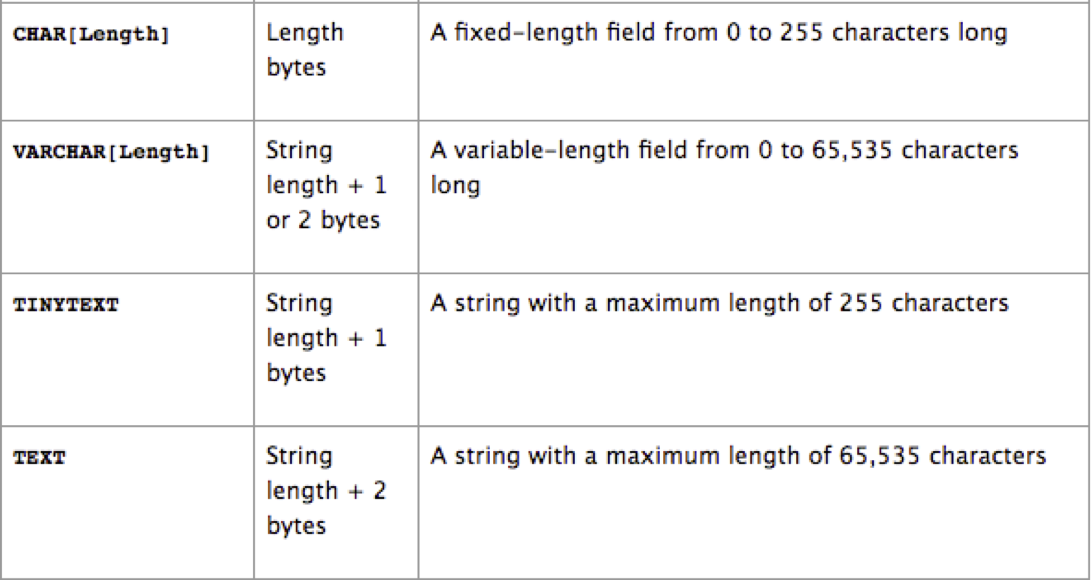 CHAR[Length]
Length
bytes
A fixed-length field from 0 to 255 characters long
VARCHAR[Length]
String
length + 1
or 2 bytes
A variable-length field from 0 to 65,535 characters
long
TINYTEXT
String
length + 1
bytes
A string with a maximum length of 255 characters
TEXT
String
length + 2
bytes
A string with a maximum length of 65,535 characters